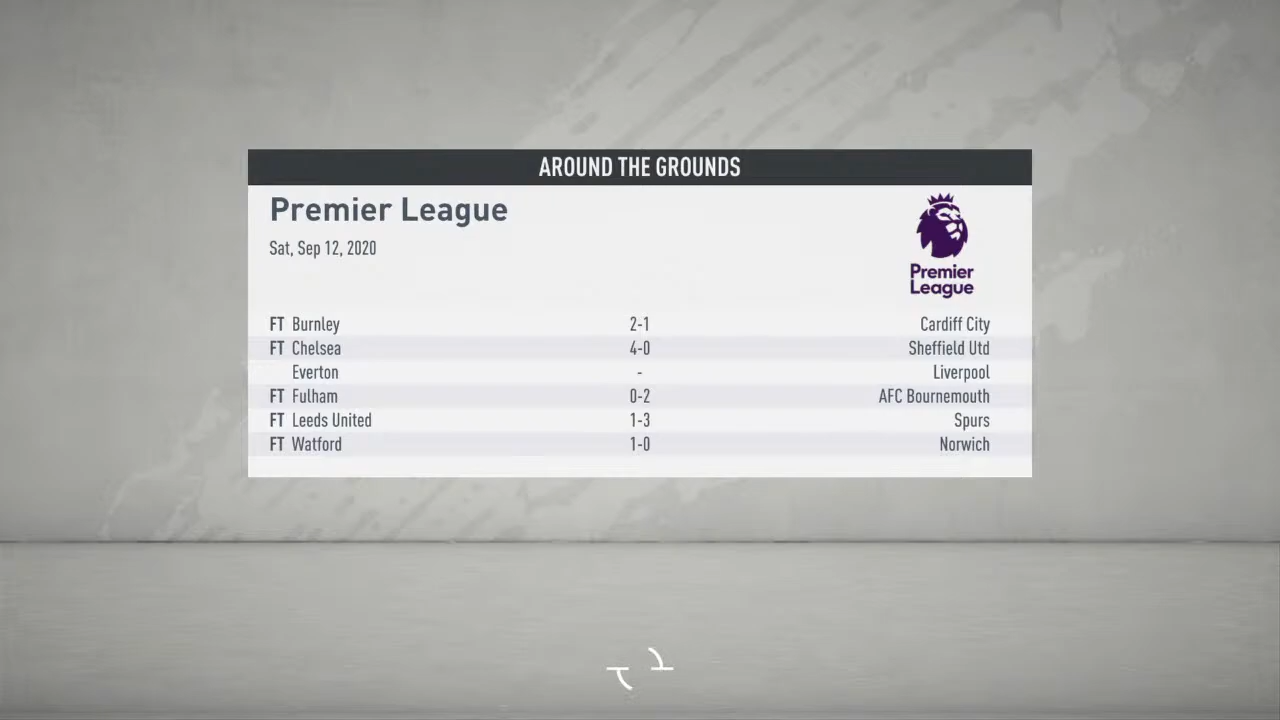 AROUND THE GROUNDS
Premier League
Sat, Sep 12, 2020
Premier
League
FT Burnley 2-1 Cardiff City
FT Chelsea 4-0 Sheffield Utd
Everton - Liverpool
FT Fulham 0-2 AFC Bournemouth
FT Leeds United 1-3 Spurs
FT Watford 1-0 Norwich